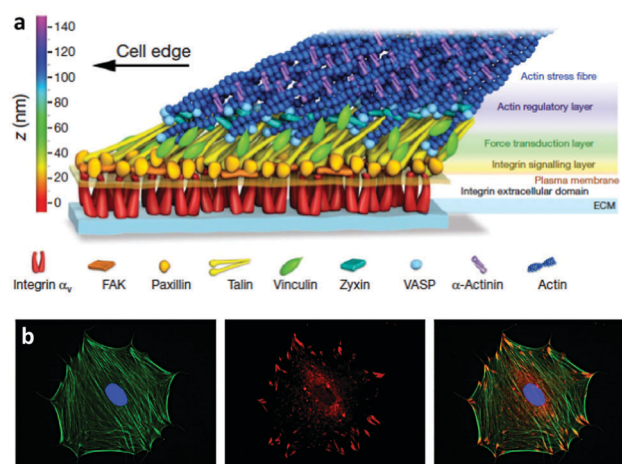 a
140
120
100
80
60
40
20
0
z (nm)
Cell edge
Actin stress fibre
Actin regulatory layer
Force transduction layer
Integrin signalling layer
Plasma membrane
Integrin extracellular domain
ECM
Integrin αv FAK Paxillin Talin Vinculin Zyxin VASP α-Actinin Actin
b